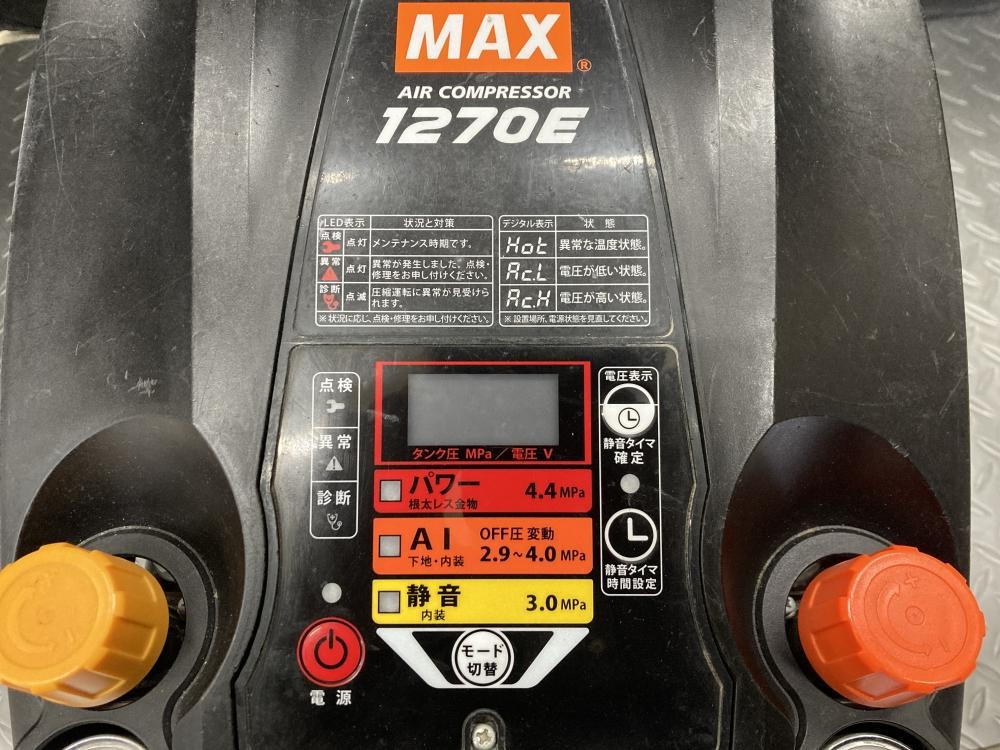 MAX
®
AIR COMPRESSOR
1270E
LED表示 状況と対策
点検 点灯 メンテナンス時期です。
異常 点灯 異常が発生しました、点検・
修理をお申し付けください。
診断 点滅 圧縮運転に異常が見受けら
れます。
※状況に応じ、点検・修理をお申し付けください。
デジタル表示 状態
Hot 異常な温度状態。
Ac.L 電圧が低い状態。
Ac.H 電圧が高い状態。
※設置場所、電源状態を見直してください。
点検
異常
診断
タンク圧 MPa/電圧 V
パワー 4.4MPa
根太レス金物
AI OFF圧 変動
下地・内装 2.9~4.0MPa
静音 3.0MPa
内装
モード
切替
電源
電圧表示
静音タイマ
確定
静音タイマ
時間設定